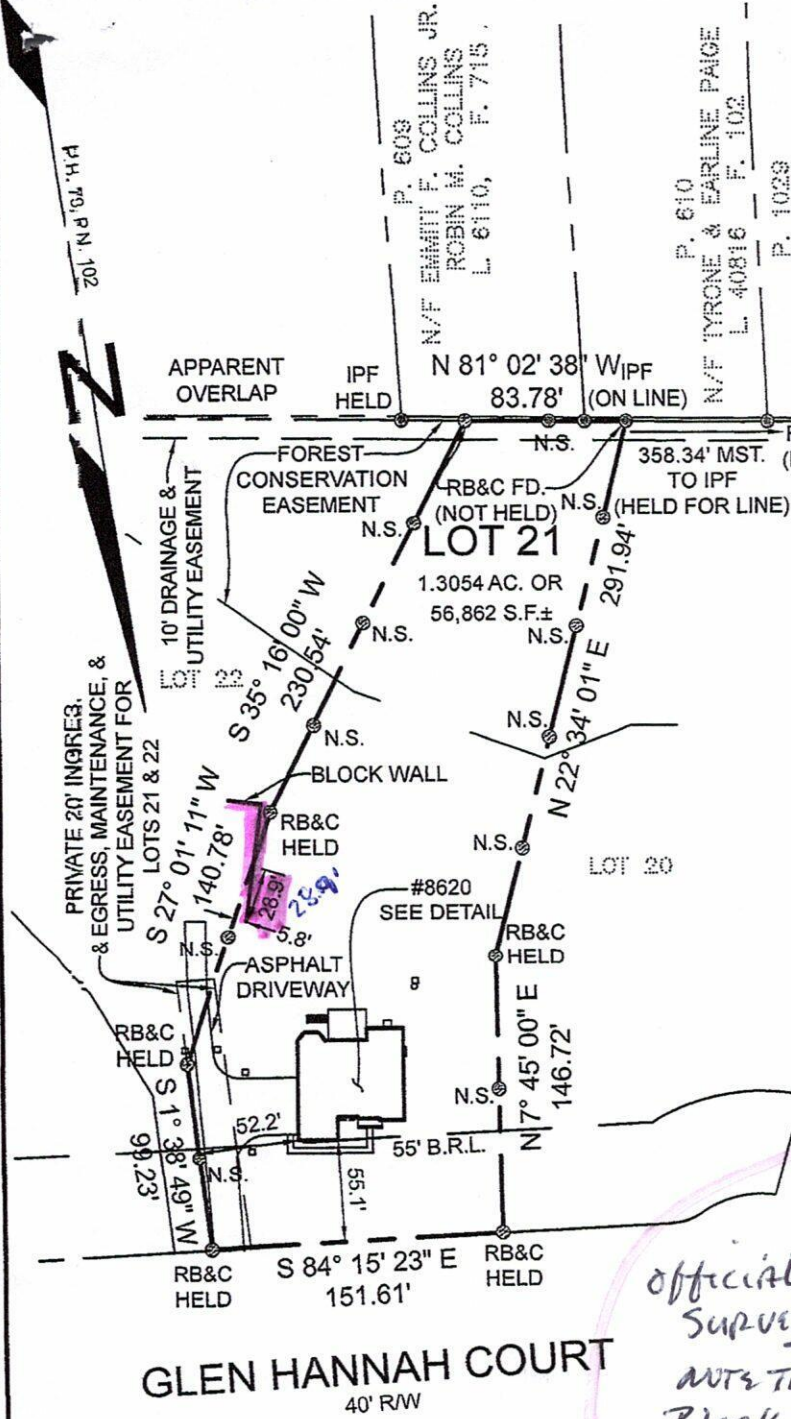 P.H. 79, P.N. 102
N
P. 609
N/F EMMITT F. COLLINS JR.
ROBIN M. COLLINS
L. 6110, F. 715
P. 610
N/F TYRONE & EARLINE PAIGE
L. 40816 F. 102
P. 1029
APPARENT
OVERLAP
IPF
HELD
N 81° 02' 38" W
83.78'
IPF
(ON LINE)
N.S.
358.34' MST.
TO IPF
(HELD FOR LINE)
FOREST
CONSERVATION
EASEMENT
10' DRAINAGE &
UTILITY EASEMENT
RB&C FD.
(NOT HELD)
N.S.
N.S.
LOT 21
1.3054 AC. OR
56,862 S.F.±
291.94'
N 22° 34' 01" E
N.S.
N.S.
N.S.
N.S.
N.S.
S 35° 16' 00" W
230.54'
LOT 22
PRIVATE 20' INGRES.
& EGRESS, MAINTENANCE, &
UTILITY EASEMENT FOR
LOTS 21 & 22
BLOCK WALL
RB&C
HELD
S 27° 01' 11" W
140.78'
28.9'
28.9'
5.8'
N.S.
#8620
SEE DETAIL
LOT 20
RB&C
HELD
ASPHALT
DRIVEWAY
RB&C
HELD
N 7° 45' 00" E
146.72'
N.S.
S 1° 38' 49" W
99.23'
N.S.
52.2'
55' B.R.L.
55.1'
RB&C
HELD
S 84° 15' 23" E
151.61'
RB&C
HELD
GLEN HANNAH COURT
40' R/W
official
Surve
Block